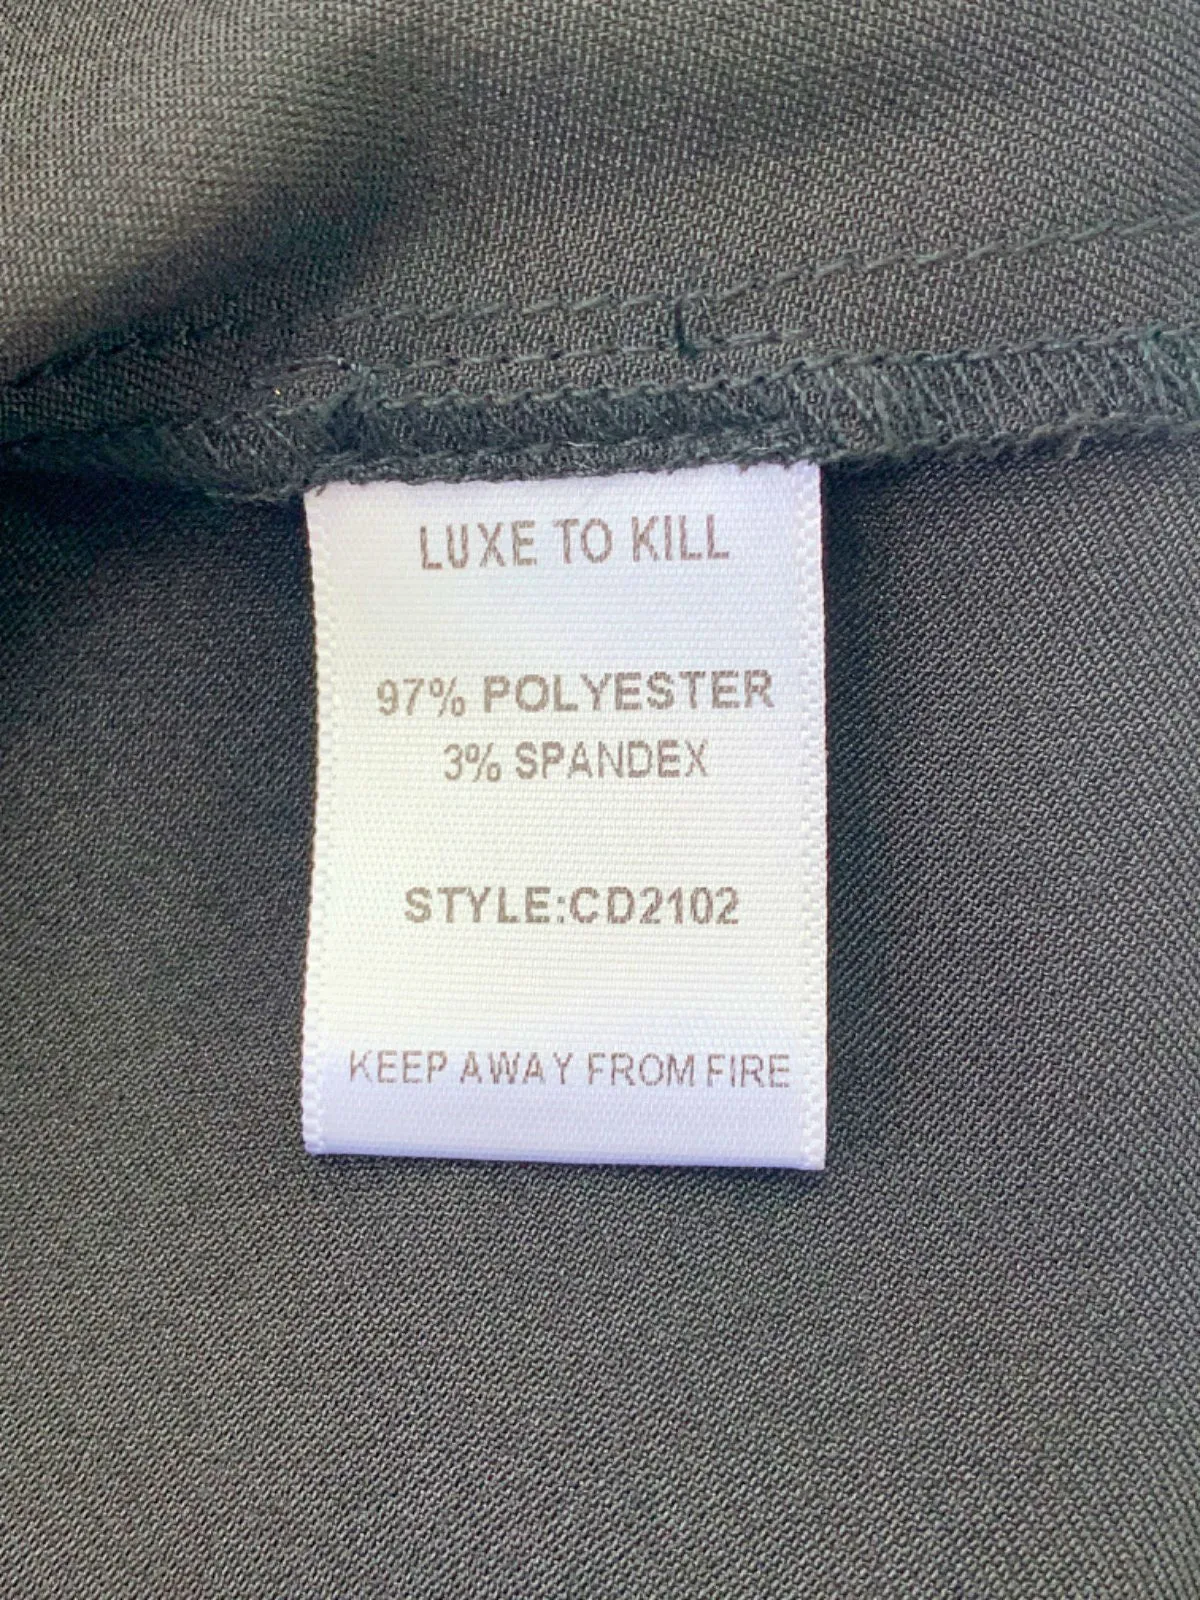 LUXE TO KILL
97% POLYESTER
3% SPANDEX
STYLE:CD2102
KEEP AWAY FROM FIRE